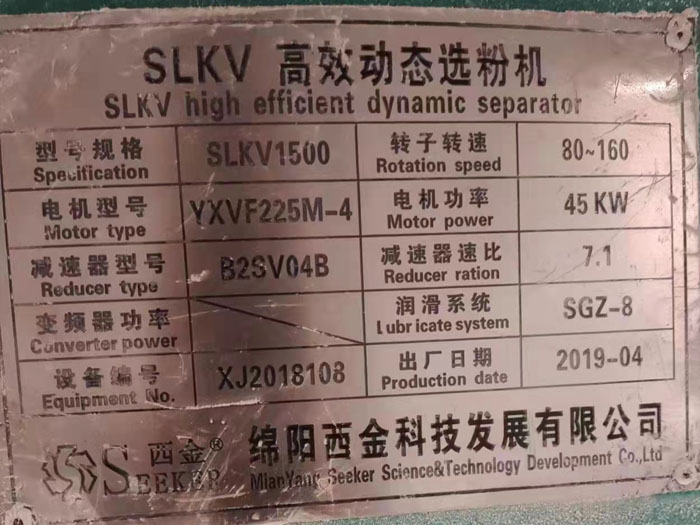 SLKV 高效动态选粉机
SLKV high efficient dynamic separator
型号规格 SLKV1500 转子转速 80~160
Specification Rotation speed
电机型号 YXVF225M-4 电机功率 45KW
Motor type Motor power
减速器型号 B2SV04B 减速器速比 7.1
Reducer type Reducer ration
变频器功率 润滑系统 SGZ-8
Converter power Lubricate system
设备编号 XJ2018108 出厂日期 2019-04
Equipment No. Production date
西金® 绵阳西金科技发展有限公司
SEEKER MianYang Seeker Science&Technology Development Co.,Ltd